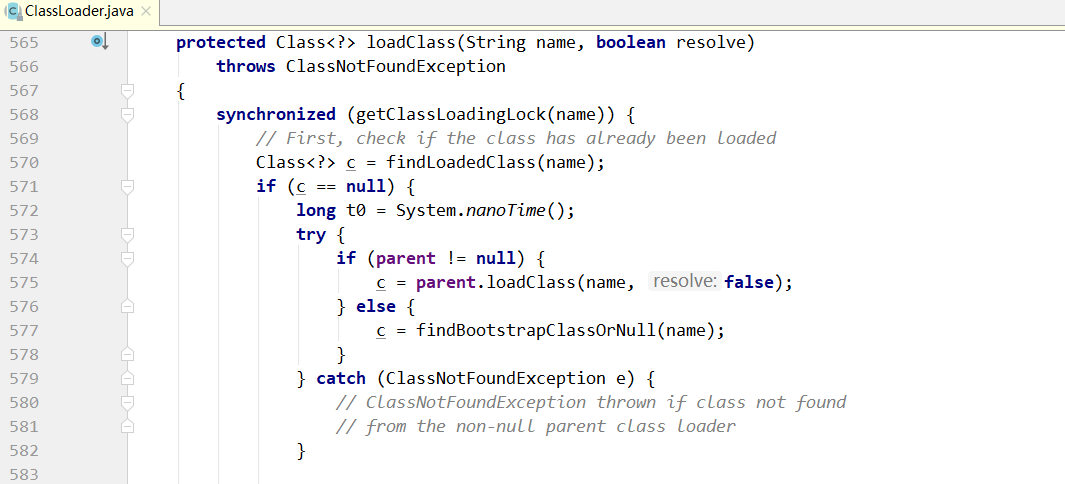 ClassLoader.java
565 protected Class<?> loadClass(String name, boolean resolve)
566 throws ClassNotFoundException
567 {
568 synchronized (getClassLoadingLock(name)) {
569 // First, check if the class has already been loaded
570 Class<?> c = findLoadedClass(name);
571 if (c == null) {
572 long t0 = System.nanoTime();
573 try {
574 if (parent != null) {
575 c = parent.loadClass(name, resolve: false);
576 } else {
577 c = findBootstrapClassOrNull(name);
578 }
579 } catch (ClassNotFoundException e) {
580 // ClassNotFoundException thrown if class not found
581 // from the non-null parent class loader
582 }
583